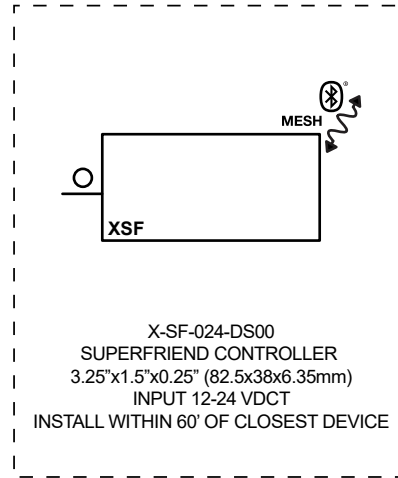 ®
MESH
XSF
X-SF-024-DS00
SUPERFRIEND CONTROLLER
3.25”x1.5”x0.25” (82.5x38x6.35mm)
INPUT 12-24 VDCT
INSTALL WITHIN 60’ OF CLOSEST DEVICE